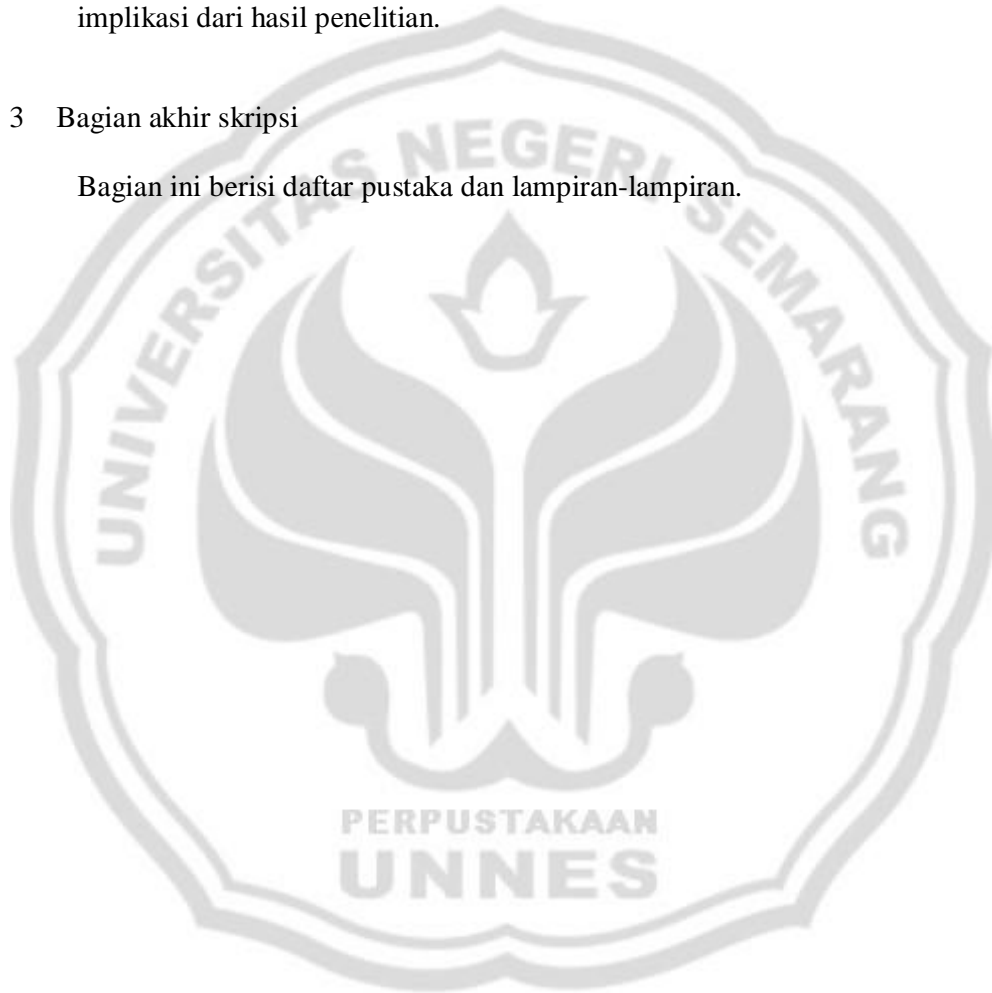 implikasi dari hasil penelitian.
3 Bagian akhir skripsi
Bagian ini berisi daftar pustaka dan lampiran-lampiran.
UNIVERSITAS NEGERI SEMARANG
PERPUSTAKAAN
UNNES